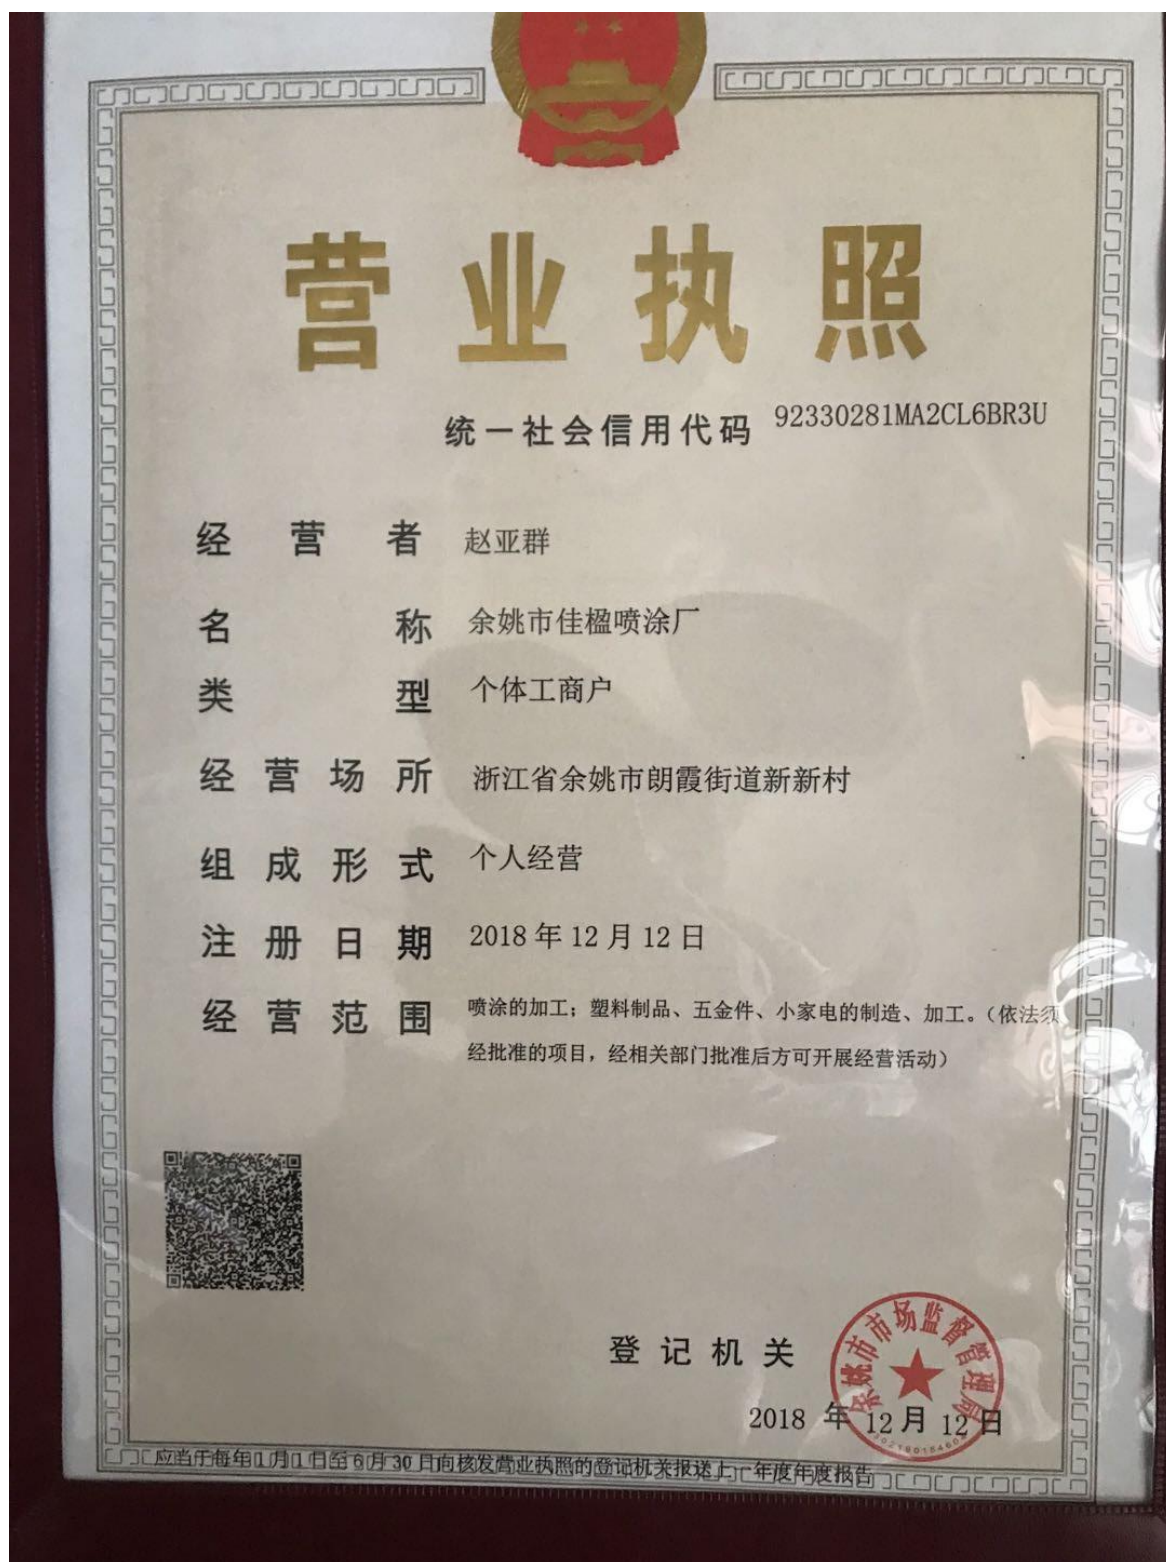 营业执照
统一社会信用代码 92330281MA2CL6BR3U
经营者 赵亚群
名称 余姚市佳楹喷涂厂
类型 个体工商户
经营场所 浙江省余姚市朗霞街道新新村
组成形式 个人经营
注册日期 2018年12月12日
经营范围 喷涂的加工；塑料制品、五金件、小家电的制造、加工。（依法须
经批准的项目，经相关部门批准后方可开展经营活动）
登记机关
余姚市市场监督管理局
2018年12月12日
应当于每年1月1日至6月30日向核发营业执照的登记机关报送上一年度年度报告